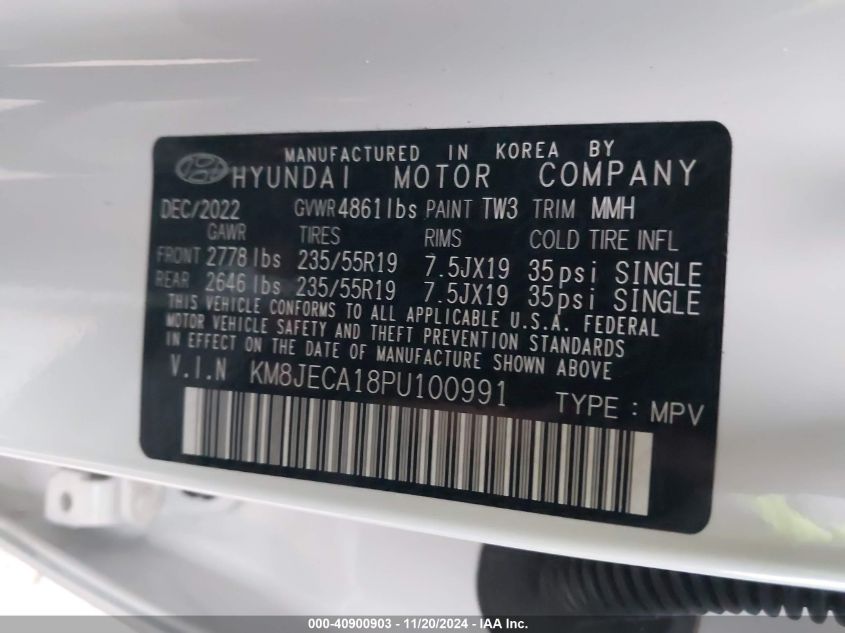 MANUFACTURED IN KOREA BY
HYUNDAI MOTOR COMPANY
DEC/2022 GVWR 4861lbs PAINT TW3 TRIM MMH
GAWR TIRES RIMS COLD TIRE INFL
FRONT 2778 lbs 235/55R19 7.5JX19 35psi SINGLE
REAR 2646 lbs 235/55R19 7.5JX19 35psi SINGLE
THIS VEHICLE CONFORMS TO ALL APPLICABLE U.S.A. FEDERAL
MOTOR VEHICLE SAFETY AND THEFT PREVENTION STANDARDS
IN EFFECT ON THE DATE OF MANUFACTURE SHOWN ABOVE
V.I.N KM8JECA18PU100991 TYPE : MPV
000-40900903 - 11/20/2024 - IAA Inc.